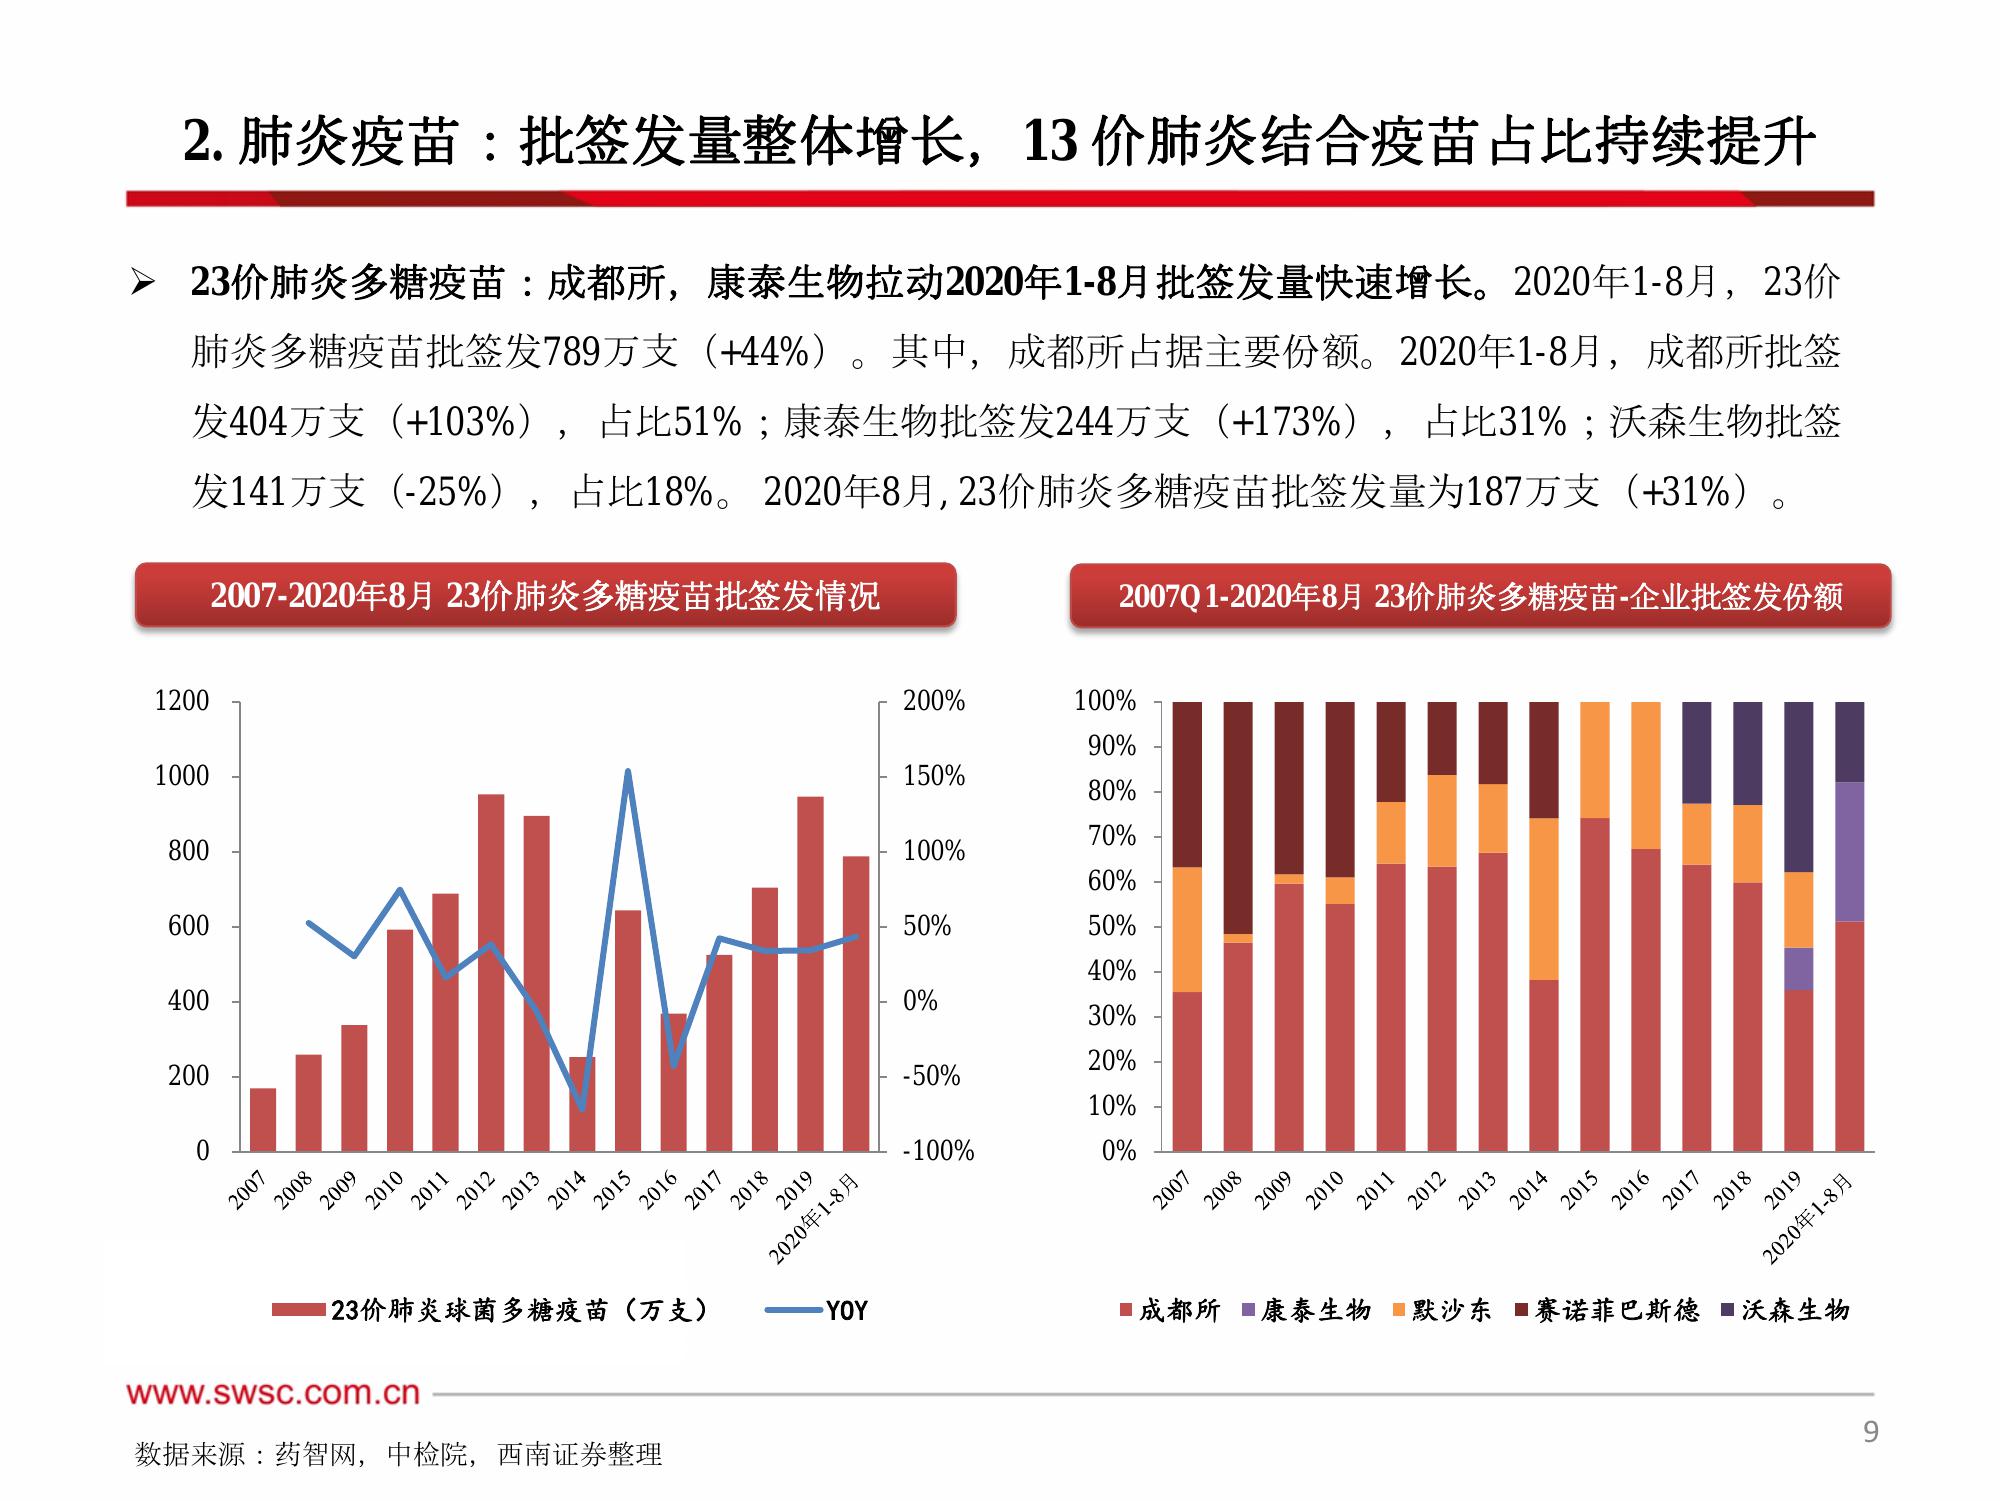 2. 肺炎疫苗：批签发量整体增长，13 价肺炎结合疫苗占比持续提升
➢ 23价肺炎多糖疫苗：成都所，康泰生物拉动2020年1-8月批签发量快速增长。2020年1-8月，23价
肺炎多糖疫苗批签发789万支（+44%）。其中，成都所占据主要份额。2020年1-8月，成都所批签
发404万支（+103%），占比51%；康泰生物批签发244万支（+173%），占比31%；沃森生物批签
发141万支（-25%），占比18%。 2020年8月, 23价肺炎多糖疫苗批签发量为187万支（+31%）。
2007-2020年8月 23价肺炎多糖疫苗批签发情况
1200
1000
800
600
400
200
0
200%
150%
100%
50%
0%
-50%
-100%
2007
2008
2009
2010
2011
2012
2013
2014
2015
2016
2017
2018
2019
2020年1-8月
23价肺炎球菌多糖疫苗（万支）
YOY
2007Q1-2020年8月 23价肺炎多糖疫苗-企业批签发份额
100%
90%
80%
70%
60%
50%
40%
30%
20%
10%
0%
2007
2008
2009
2010
2011
2012
2013
2014
2015
2016
2017
2018
2019
2020年1-8月
成都所
康泰生物
默沙东
赛诺菲巴斯德
沃森生物
www.swsc.com.cn
9
数据来源：药智网，中检院，西南证券整理